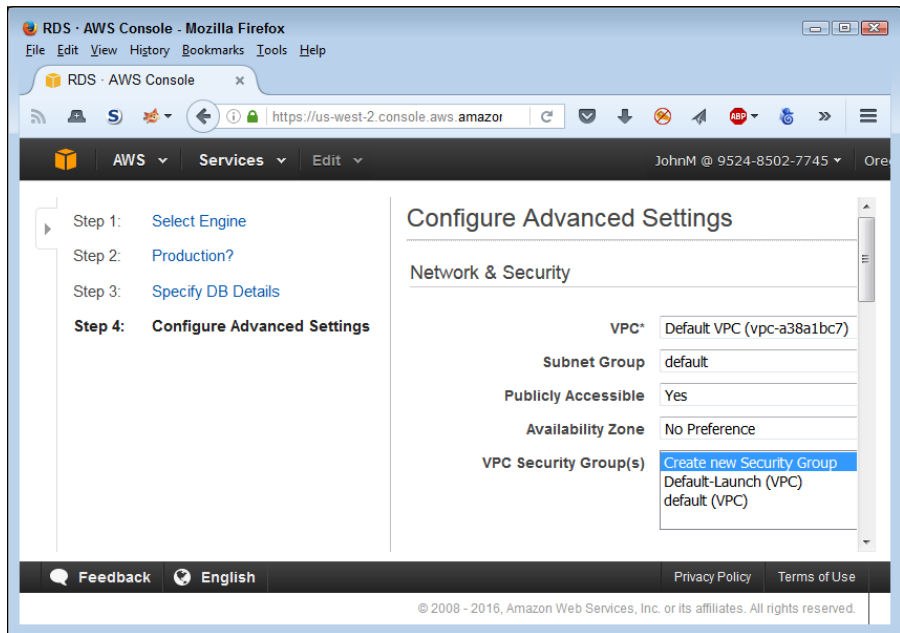 RDS · AWS Console - Mozilla Firefox
File Edit View History Bookmarks Tools Help
RDS · AWS Console ×
https://us-west-2.console.aws.amazor
ABP
AWS Services Edit JohnM @ 9524-8502-7745 Ore
Step 1: Select Engine
Step 2: Production?
Step 3: Specify DB Details
Step 4: Configure Advanced Settings
Configure Advanced Settings
Network & Security
VPC* Default VPC (vpc-a38a1bc7)
Subnet Group default
Publicly Accessible Yes
Availability Zone No Preference
VPC Security Group(s) Create new Security Group
Default-Launch (VPC)
default (VPC)
Feedback English Privacy Policy Terms of Use
© 2008 - 2016, Amazon Web Services, Inc. or its affiliates. All rights reserved.